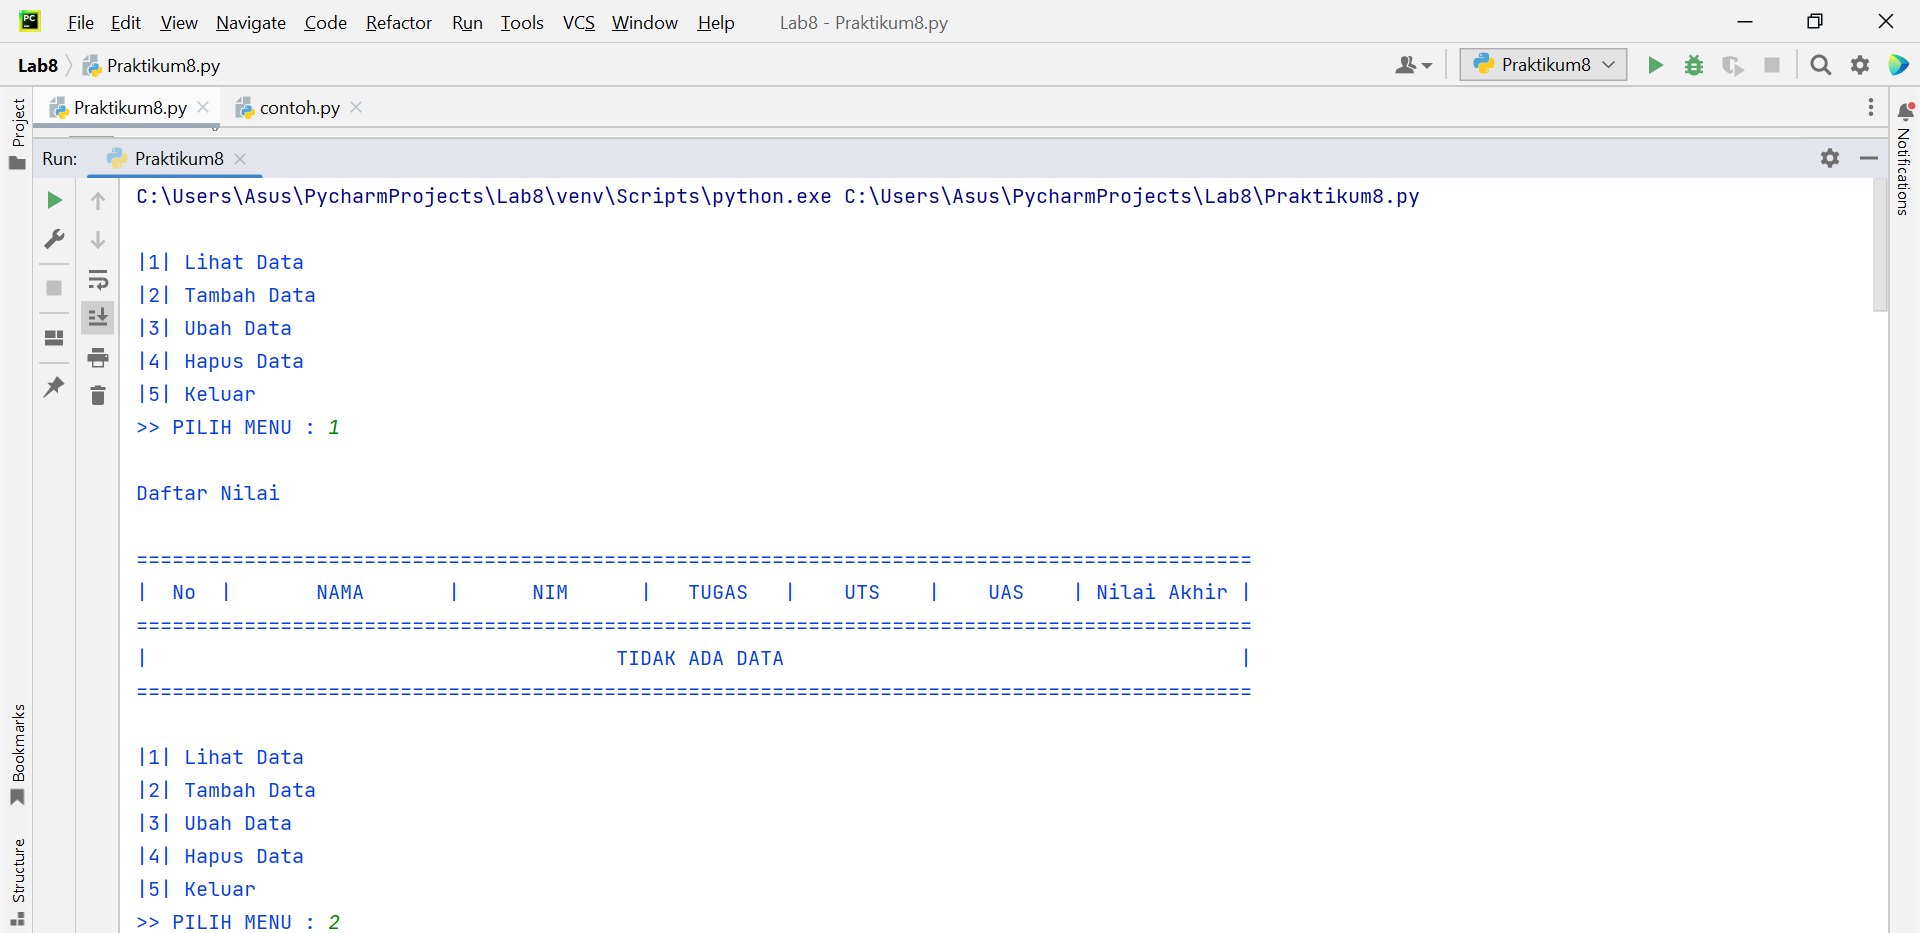 File Edit View Navigate Code Refactor Run Tools VCS Window Help Lab8 - Praktikum8.py
Lab8 Praktikum8.py Praktikum8
Project Praktikum8.py contoh.py
Notifications
Run: Praktikum8
C:\Users\Asus\PycharmProjects\Lab8\venv\Scripts\python.exe C:\Users\Asus\PycharmProjects\Lab8\Praktikum8.py
|1| Lihat Data
|2| Tambah Data
|3| Ubah Data
|4| Hapus Data
|5| Keluar
>> PILIH MENU : 1
Daftar Nilai
=============================================================================================
|  No  |       NAMA       |      NIM      |   TUGAS   |    UTS    |    UAS    | Nilai Akhir |
=============================================================================================
|                                       TIDAK ADA DATA                                      |
=============================================================================================
|1| Lihat Data
|2| Tambah Data
|3| Ubah Data
|4| Hapus Data
|5| Keluar
>> PILIH MENU : 2
Bookmarks
Structure